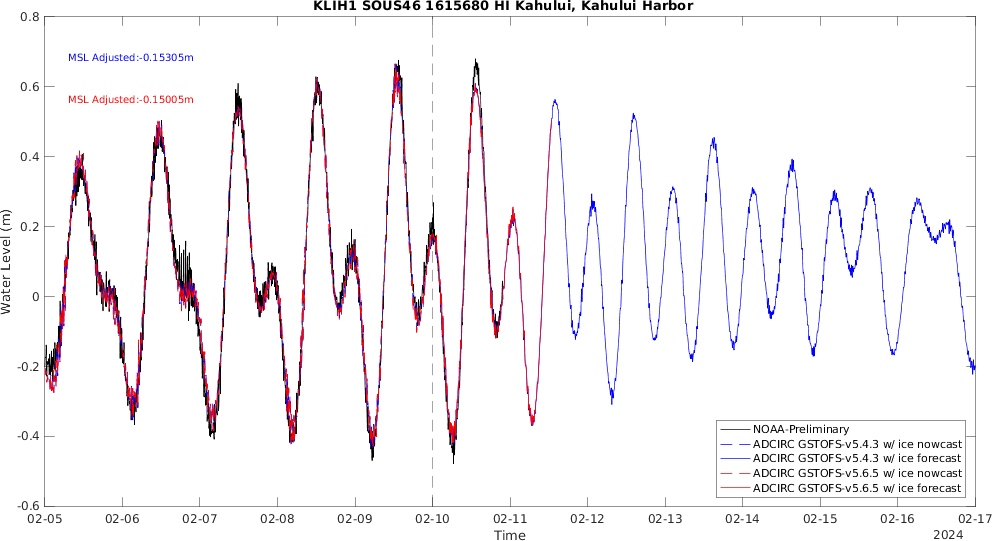 KLIH1 SOUS46 1615680 HI Kahului, Kahului Harbor
0.8
0.6
0.4
0.2
0
-0.2
-0.4
-0.6
Water Level (m)
MSL Adjusted:-0.15305m
MSL Adjusted:-0.15005m
NOAA-Preliminary
ADCIRC GSTOFS-v5.4.3 w/ ice nowcast
ADCIRC GSTOFS-v5.4.3 w/ ice forecast
ADCIRC GSTOFS-v5.6.5 w/ ice nowcast
ADCIRC GSTOFS-v5.6.5 w/ ice forecast
02-05 02-06 02-07 02-08 02-09 02-10 02-11 02-12 02-13 02-14 02-15 02-16 02-17
Time
2024